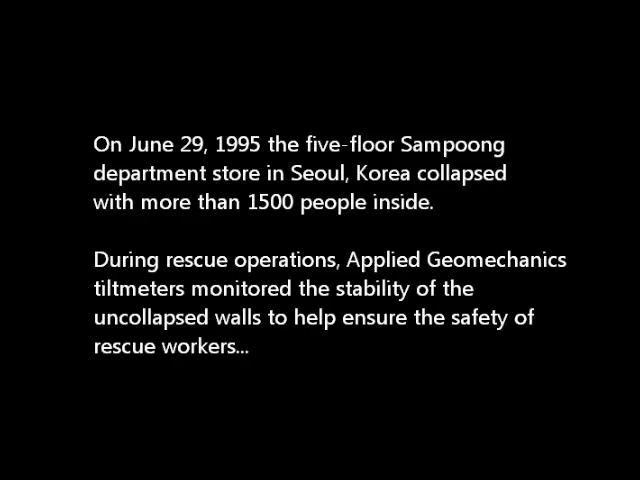 On June 29, 1995 the five-floor Sampoong
department store in Seoul, Korea collapsed
with more than 1500 people inside.
During rescue operations, Applied Geomechanics
tiltmeters monitored the stability of the
uncollapsed walls to help ensure the safety of
rescue workers...